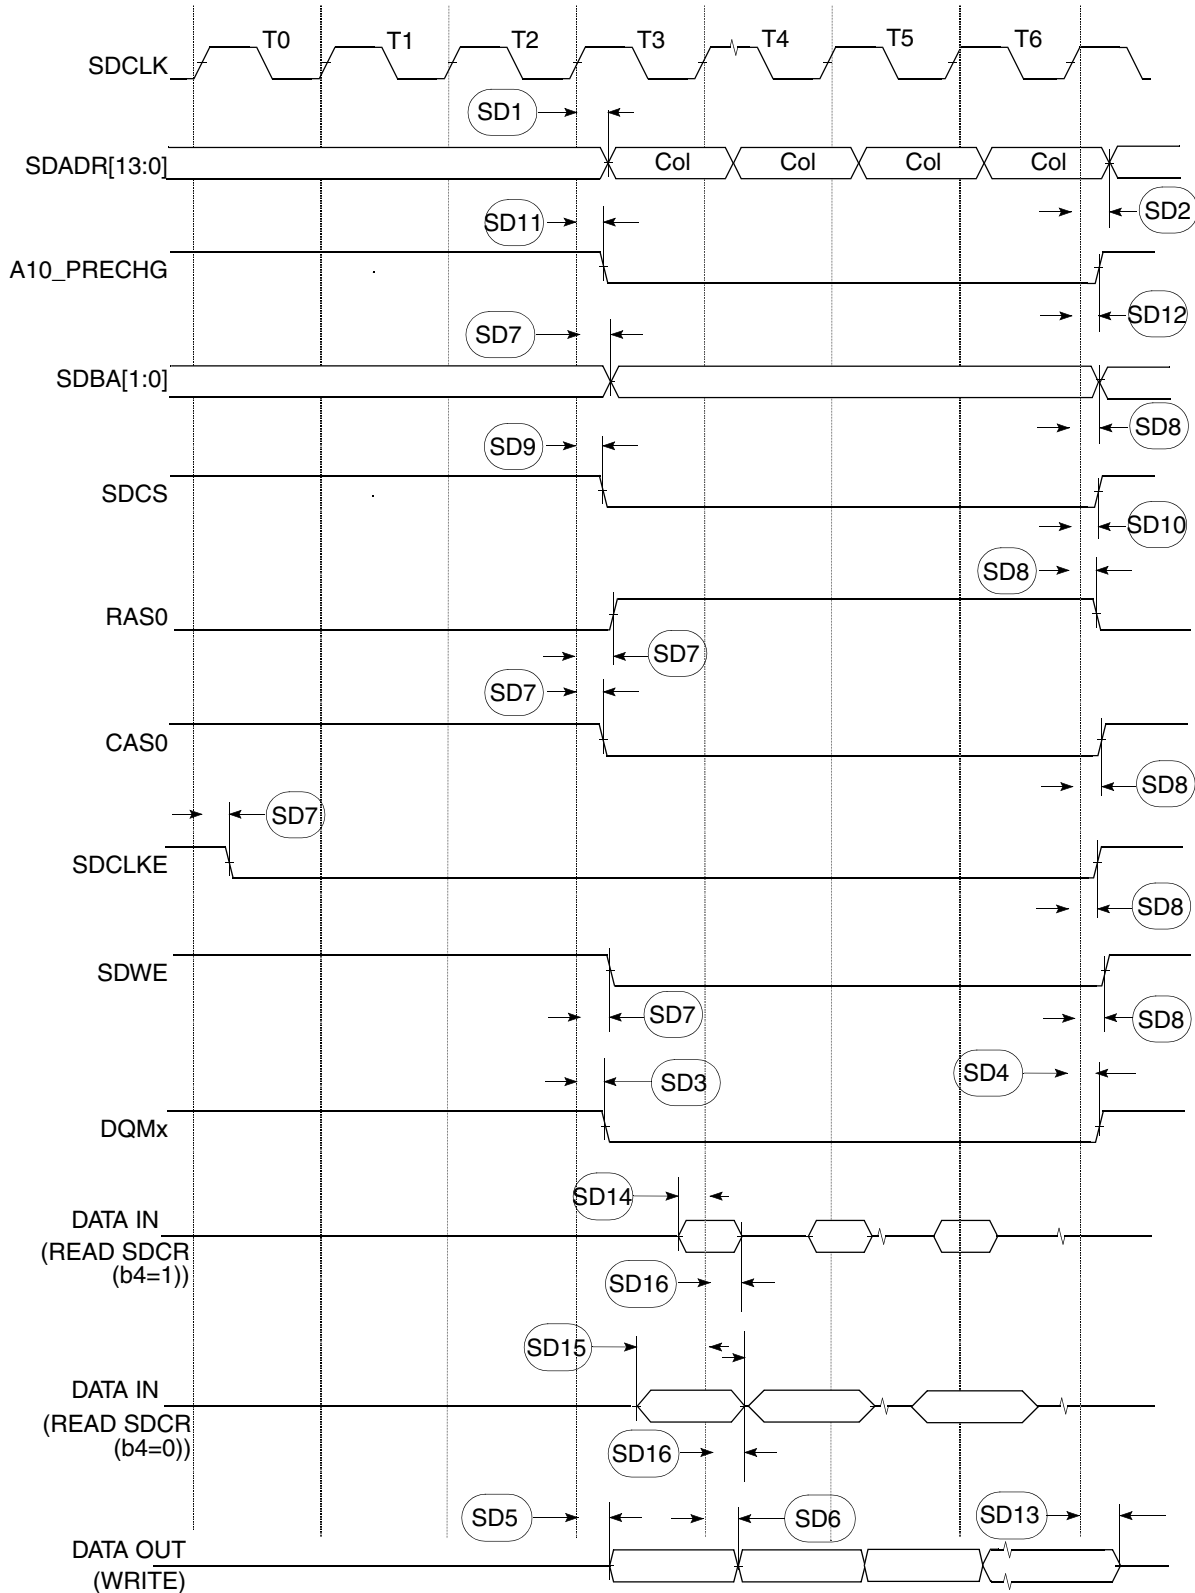 T0 T1 T2 T3 T4 T5 T6
SDCLK
SD1
SDADR[13:0] Col Col Col Col
SD11 SD2
A10_PRECHG
SD7 SD12
SDBA[1:0]
SD9 SD8
SDCS
SD10
SD8
RAS0
SD7
SD7
CAS0
SD8
SD7
SDCLKE
SD8
SDWE
SD7 SD8
SD3 SD4
DQMx
SD14
DATA IN
(READ SDCR
(b4=1))
SD16
SD15
DATA IN
(READ SDCR
(b4=0))
SD16
SD5 SD6 SD13
DATA OUT
(WRITE)